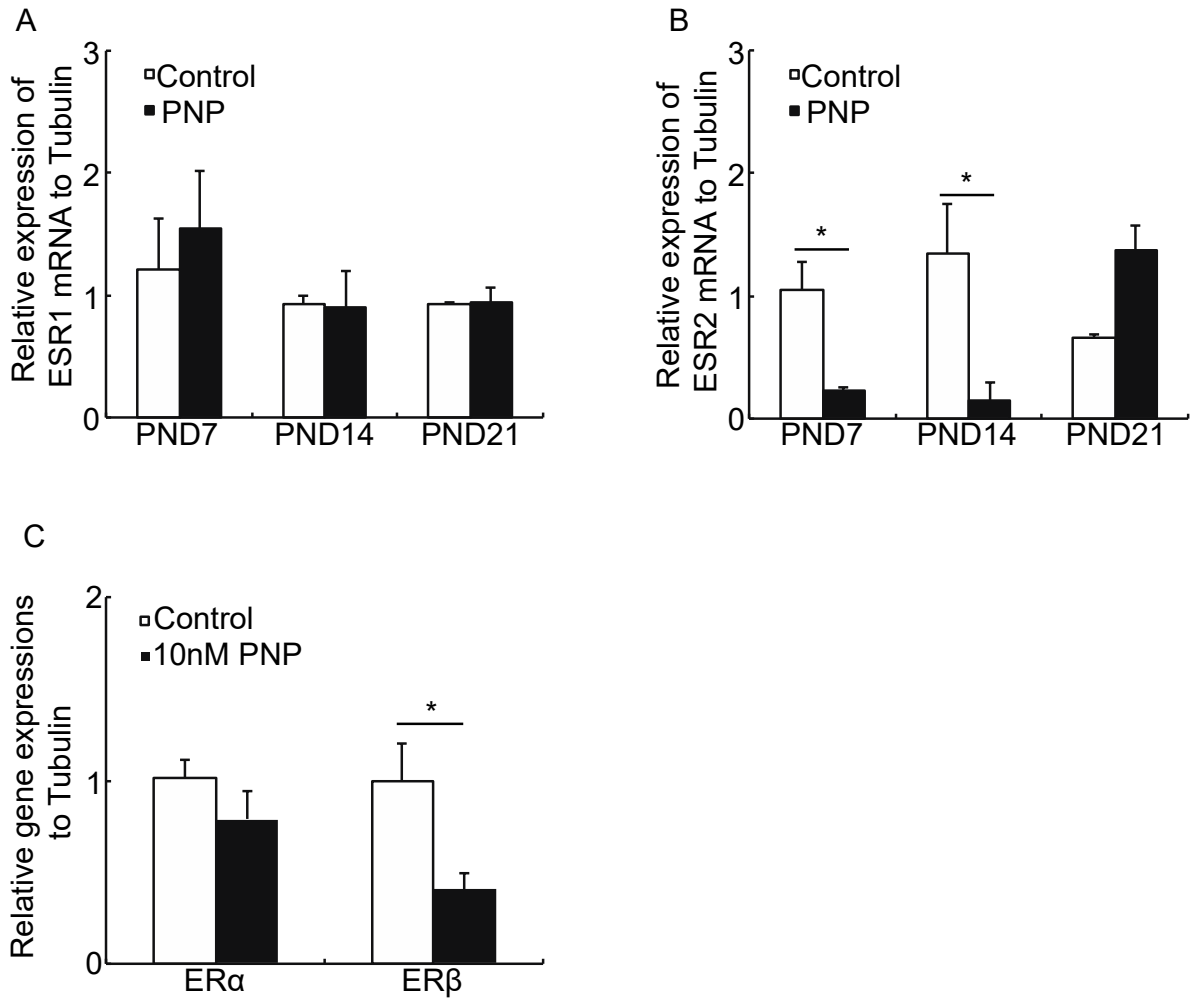 A
Relative expression of
ESR1 mRNA to Tubulin
3
2
1
0
Control
PNP
PND7 PND14 PND21
B
Relative expression of
ESR2 mRNA to Tubulin
3
2
1
0
Control
PNP
*
*
PND7 PND14 PND21
C
Relative gene expressions
to Tubulin
2
1
0
Control
10nM PNP
*
ERα ERβ